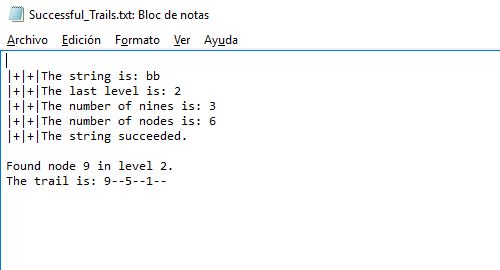 Successful_Trails.txt: Bloc de notas
Archivo Edición Formato Ver Ayuda
|+|+|The string is: bb
|+|+|The last level is: 2
|+|+|The number of nines is: 3
|+|+|The number of nodes is: 6
|+|+|The string succeeded.
Found node 9 in level 2.
The trail is: 9--5--1--